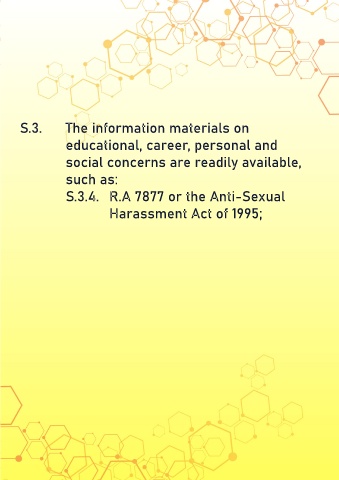 S.3. The information materials on
educational, career, personal and
social concerns are readily available,
such as:
S.3.4. R.A 7877 or the Anti-Sexual
Harassment Act of 1995;